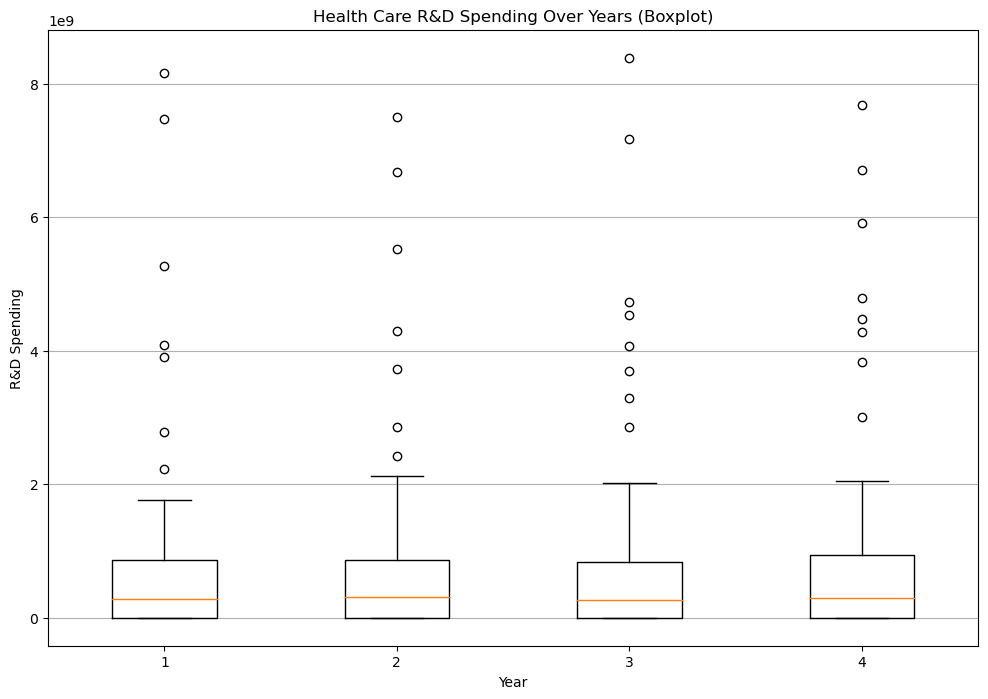 Health Care R&D Spending Over Years (Boxplot)
1e9
8
6
4
2
0
R&D Spending
1 2 3 4
Year